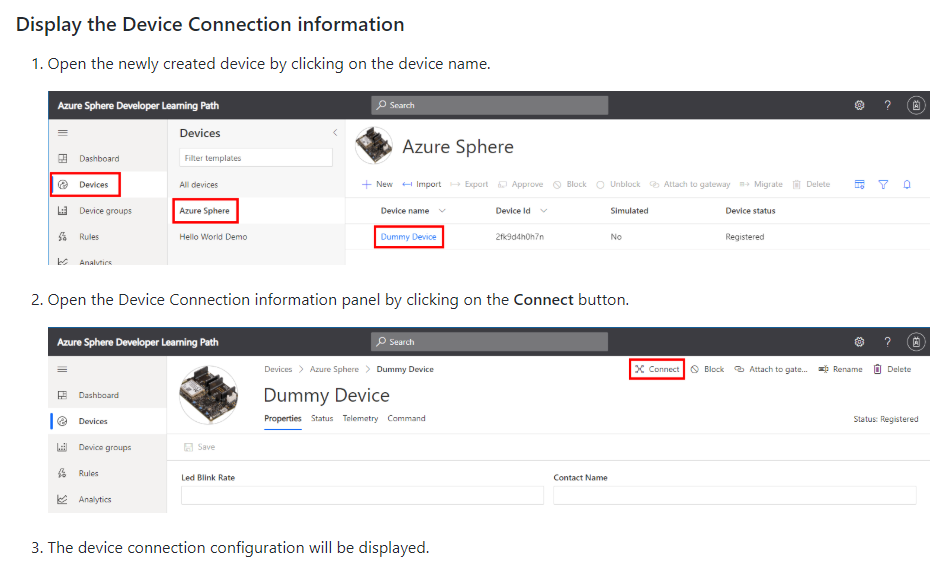 Display the Device Connection information
1. Open the newly created device by clicking on the device name.
Azure Sphere Developer Learning Path
Search
?
Devices
Azure Sphere
Dashboard
Filter templates
Devices
All devices
New Import Export Approve Block Unblock Attach to gateway Migrate Delete
Device groups
Azure Sphere
Device name Device Id Simulated Device status
Rules
Hello World Demo
Dummy Device 2fk9d4h0h7n No Registered
Analytics
2. Open the Device Connection information panel by clicking on the Connect button.
Azure Sphere Developer Learning Path
Search
?
Devices > Azure Sphere > Dummy Device
Connect Block Attach to gate... Rename Delete
Dashboard
Dummy Device
Devices
Properties Status Telemetry Command
Status: Registered
Device groups
Save
Rules
Led Blink Rate Contact Name
Analytics
3. The device connection configuration will be displayed.